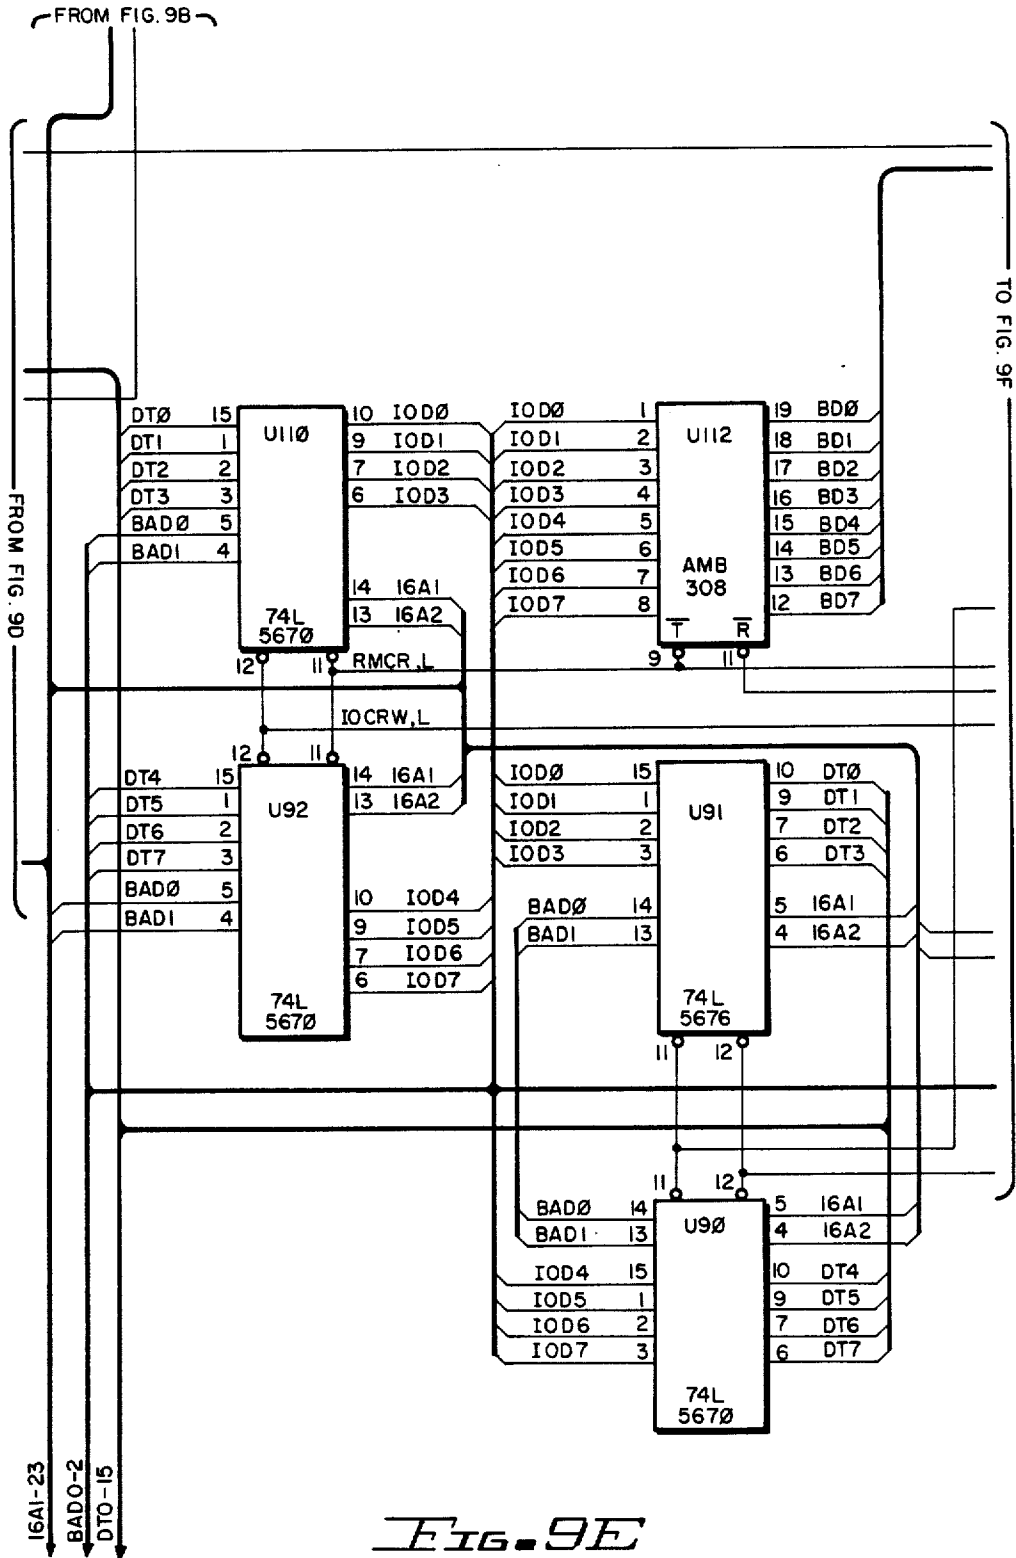 FROM FIG. 9B
FROM FIG. 9D
TO FIG. 9F
DTØ 15
DT1 1
DT2 2
DT3 3
BADØ 5
BAD1 4
U110
74L
5670
10 IODØ
9 IOD1
7 IOD2
6 IOD3
14 16A1
13 16A2
12
11
RMCR,L
IODØ 1
IOD1 2
IOD2 3
IOD3 4
IOD4 5
IOD5 6
IOD6 7
IOD7 8
U112
AMB
308
T̅ R̅
9
11
19 BDØ
18 BD1
17 BD2
16 BD3
15 BD4
14 BD5
13 BD6
12 BD7
IOCRW,L
12
11
DT4 15
DT5 1
DT6 2
DT7 3
BADØ 5
BAD1 4
U92
74L
5670
14 16A1
13 16A2
10 IOD4
9 IOD5
7 IOD6
6 IOD7
IODØ 15
IOD1 1
IOD2 2
IOD3 3
BADØ 14
BAD1 13
U91
74L
5676
10 DTØ
9 DT1
7 DT2
6 DT3
5 16A1
4 16A2
11
12
11
12
BADØ 14
BAD1 13
IOD4 15
IOD5 1
IOD6 2
IOD7 3
U9Ø
74L
567Ø
5 16A1
4 16A2
10 DT4
9 DT5
7 DT6
6 DT7
16A1-23
BADO-2
DTO-15
FIG. 9E